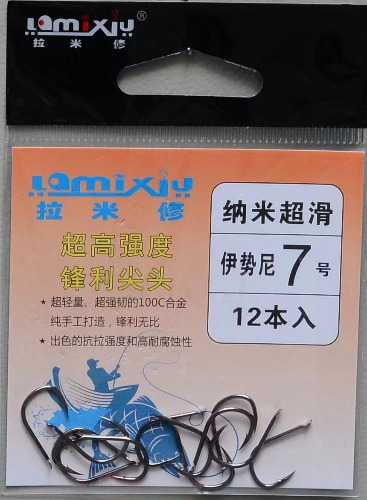 Lamixiu®
拉米修
Lamixiu
拉米修
超高强度
锋利尖头
★ 超轻量、超强韧的100C合金
纯手工打造，锋利无比
★ 出色的抗拉强度和高耐腐蚀性
纳米超滑
伊势尼 7号
12本入